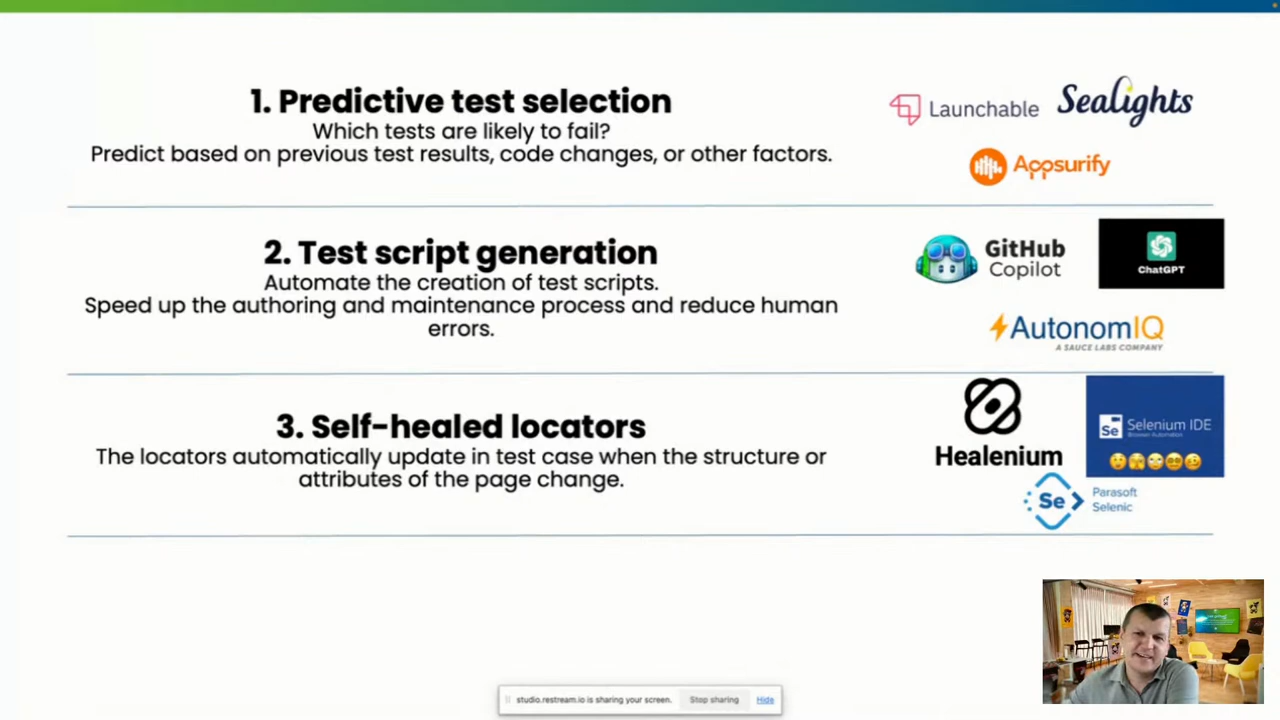 1. Predictive test selection
Which tests are likely to fail?
Predict based on previous test results, code changes, or other factors.
Launchable
SeaLights
Appsurify
2. Test script generation
Automate the creation of test scripts.
Speed up the authoring and maintenance process and reduce human
errors.
GitHub
Copilot
ChatGPT
AutonomIQ
A SAUCE LABS COMPANY
3. Self-healed locators
The locators automatically update in test case when the structure or
attributes of the page change.
Healenium
Se
Selenium IDE
Browser Automation
Se
Parasoft
Selenic
studio.restream.io is sharing your screen.
Stop sharing
Hide